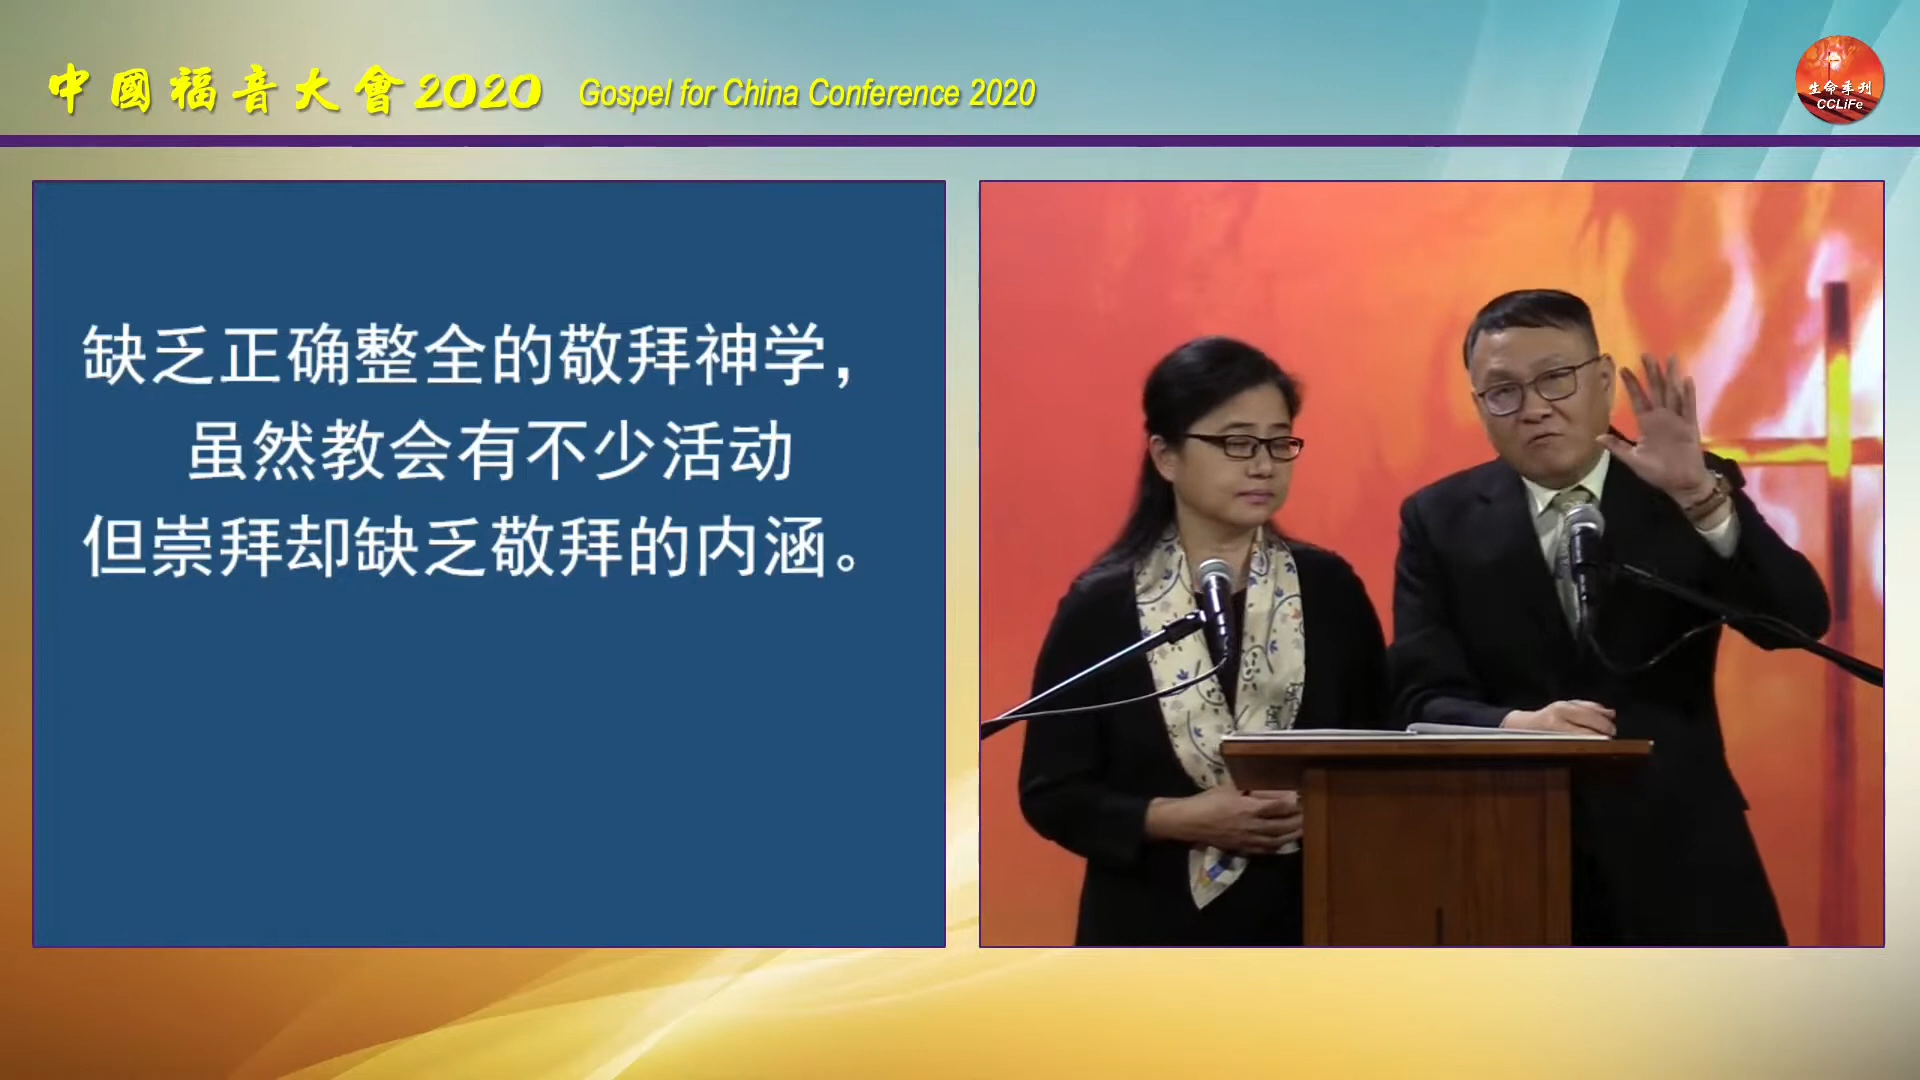 中國福音大會2020 Gospel for China Conference 2020
生命季刊
CCLiFe
缺乏正确整全的敬拜神学，
虽然教会有不少活动
但崇拜却缺乏敬拜的内涵。